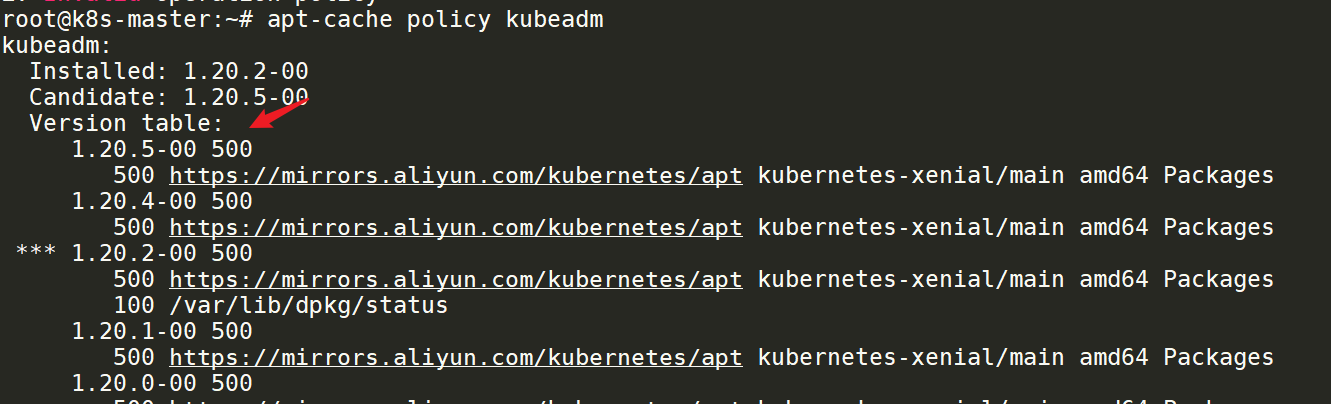 E: Invalid operation policy
root@k8s-master:~# apt-cache policy kubeadm
kubeadm:
  Installed: 1.20.2-00
  Candidate: 1.20.5-00
  Version table:
     1.20.5-00 500
        500 https://mirrors.aliyun.com/kubernetes/apt kubernetes-xenial/main amd64 Packages
     1.20.4-00 500
        500 https://mirrors.aliyun.com/kubernetes/apt kubernetes-xenial/main amd64 Packages
 *** 1.20.2-00 500
        500 https://mirrors.aliyun.com/kubernetes/apt kubernetes-xenial/main amd64 Packages
        100 /var/lib/dpkg/status
     1.20.1-00 500
        500 https://mirrors.aliyun.com/kubernetes/apt kubernetes-xenial/main amd64 Packages
     1.20.0-00 500